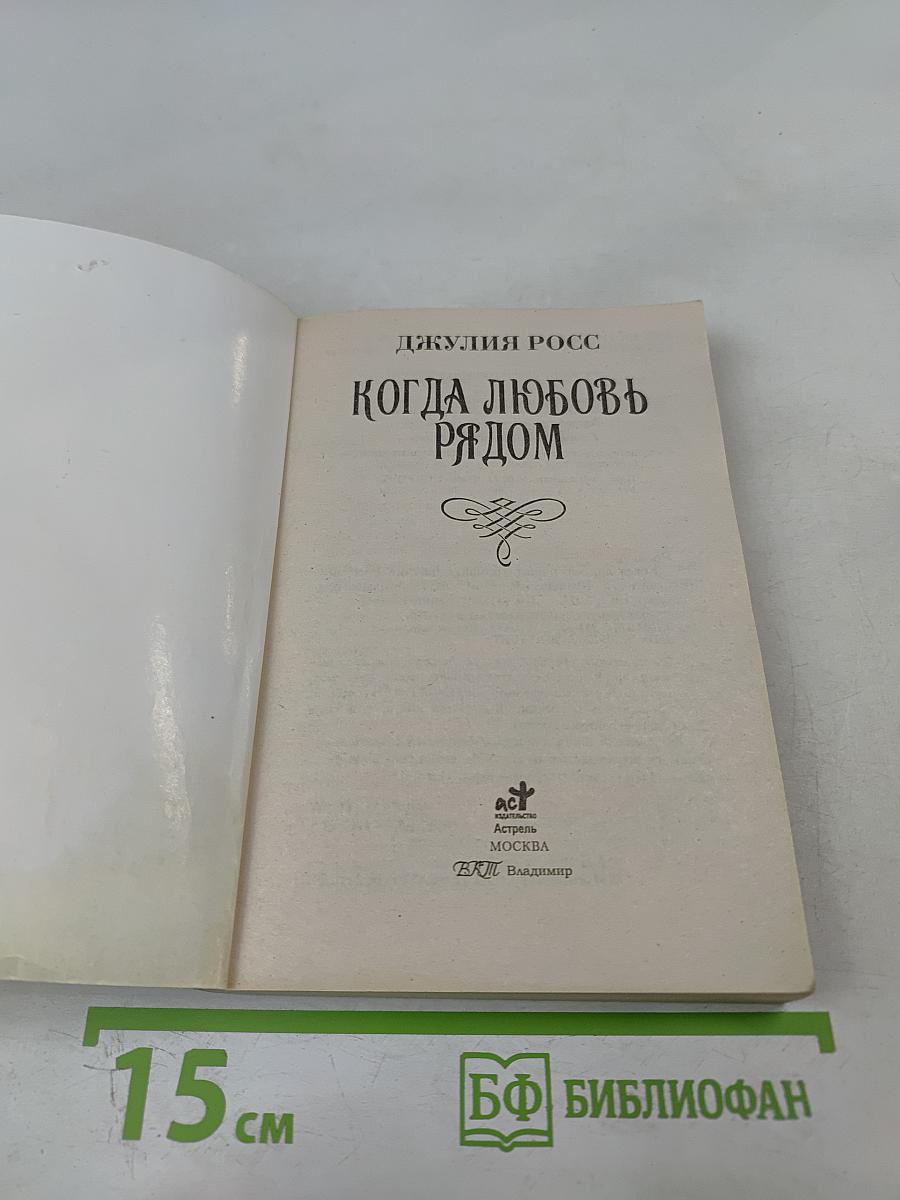 ДЖУЛИЯ РОСС
КОГДА ЛЮБОВЬ
РЯДОМ
аст
ИЗДАТЕЛЬСТВО
Астрель
МОСКВА
ВКТ Владимир
15 см
БФ БИБЛИОФАН